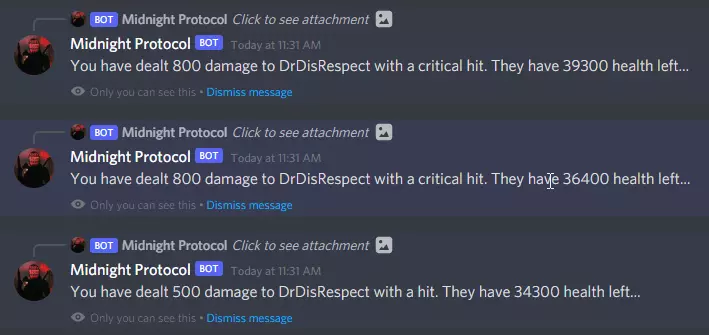 BOT Midnight Protocol Click to see attachment
Midnight Protocol BOT Today at 11:31 AM
You have dealt 800 damage to DrDisRespect with a critical hit. They have 39300 health left...
Only you can see this • Dismiss message
BOT Midnight Protocol Click to see attachment
Midnight Protocol BOT Today at 11:31 AM
You have dealt 800 damage to DrDisRespect with a critical hit. They have 36400 health left...
Only you can see this • Dismiss message
BOT Midnight Protocol Click to see attachment
Midnight Protocol BOT Today at 11:31 AM
You have dealt 500 damage to DrDisRespect with a hit. They have 34300 health left...
Only you can see this • Dismiss message